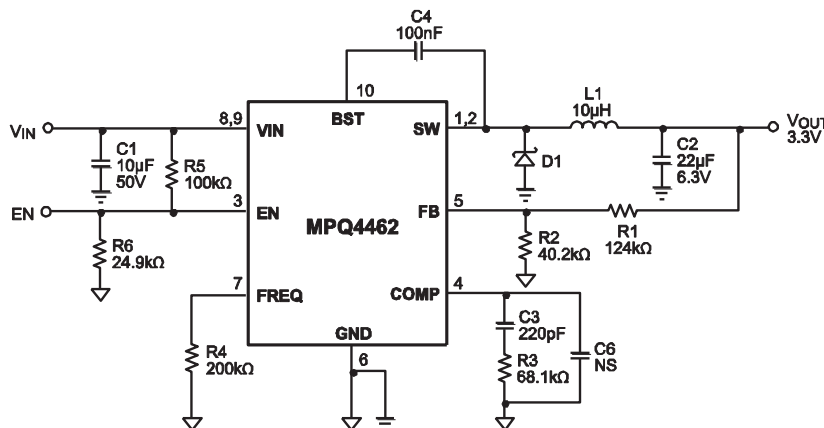 C4
100nF
10
BST
L1
10µH
VIN
8,9
VIN
SW
1,2
VOUT
3.3V
C1
10µF
50V
R5
100kΩ
D1
C2
22µF
6.3V
EN
3
EN
MPQ4462
FB
5
R6
24.9kΩ
R2
40.2kΩ
R1
124kΩ
7
FREQ
COMP
4
R4
200kΩ
GND
6
C3
220pF
R3
68.1kΩ
C6
NS